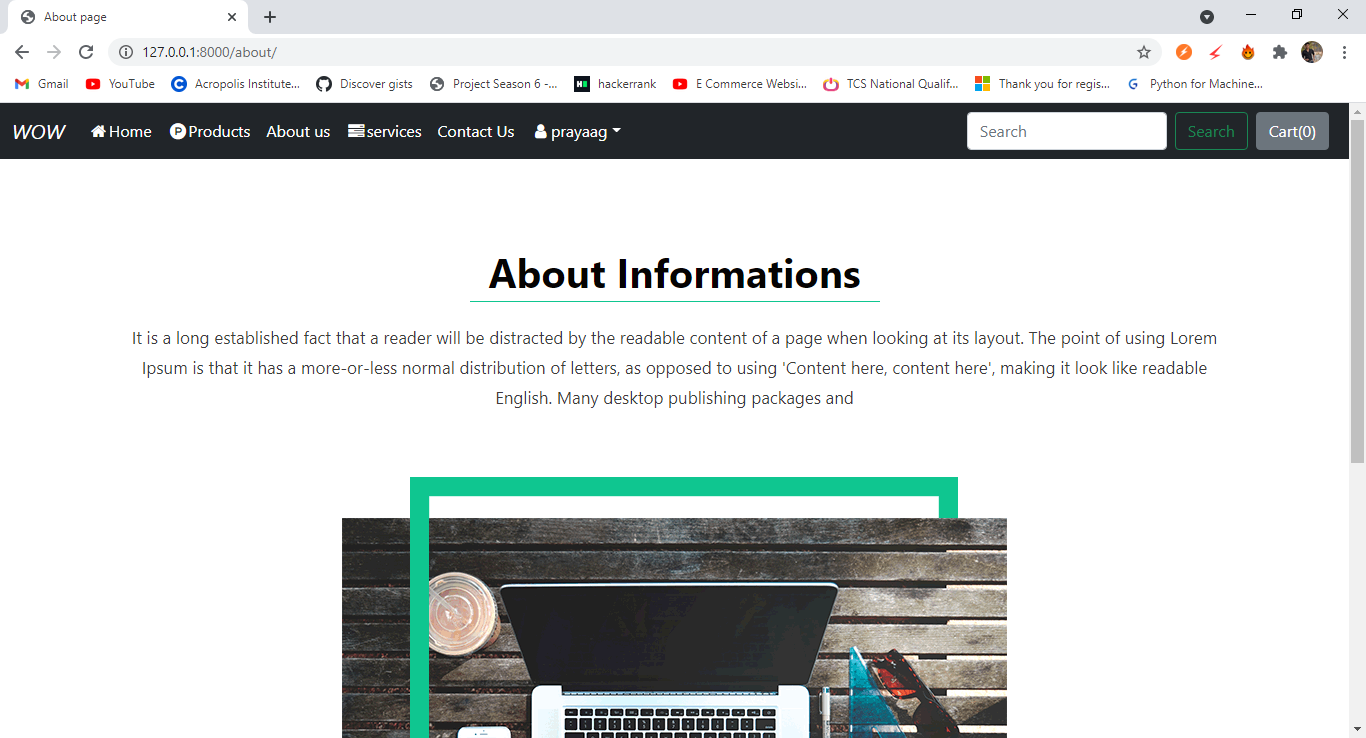 About page
127.0.0.1:8000/about/
Gmail YouTube Acropolis Institute... Discover gists Project Season 6 -... hackerrank E Commerce Websi... TCS National Qualif... Thank you for regis... Python for Machine...
WOW Home Products About us services Contact Us prayaag Search Search Cart(0)
About Informations
It is a long established fact that a reader will be distracted by the readable content of a page when looking at its layout. The point of using Lorem
Ipsum is that it has a more-or-less normal distribution of letters, as opposed to using 'Content here, content here', making it look like readable
English. Many desktop publishing packages and